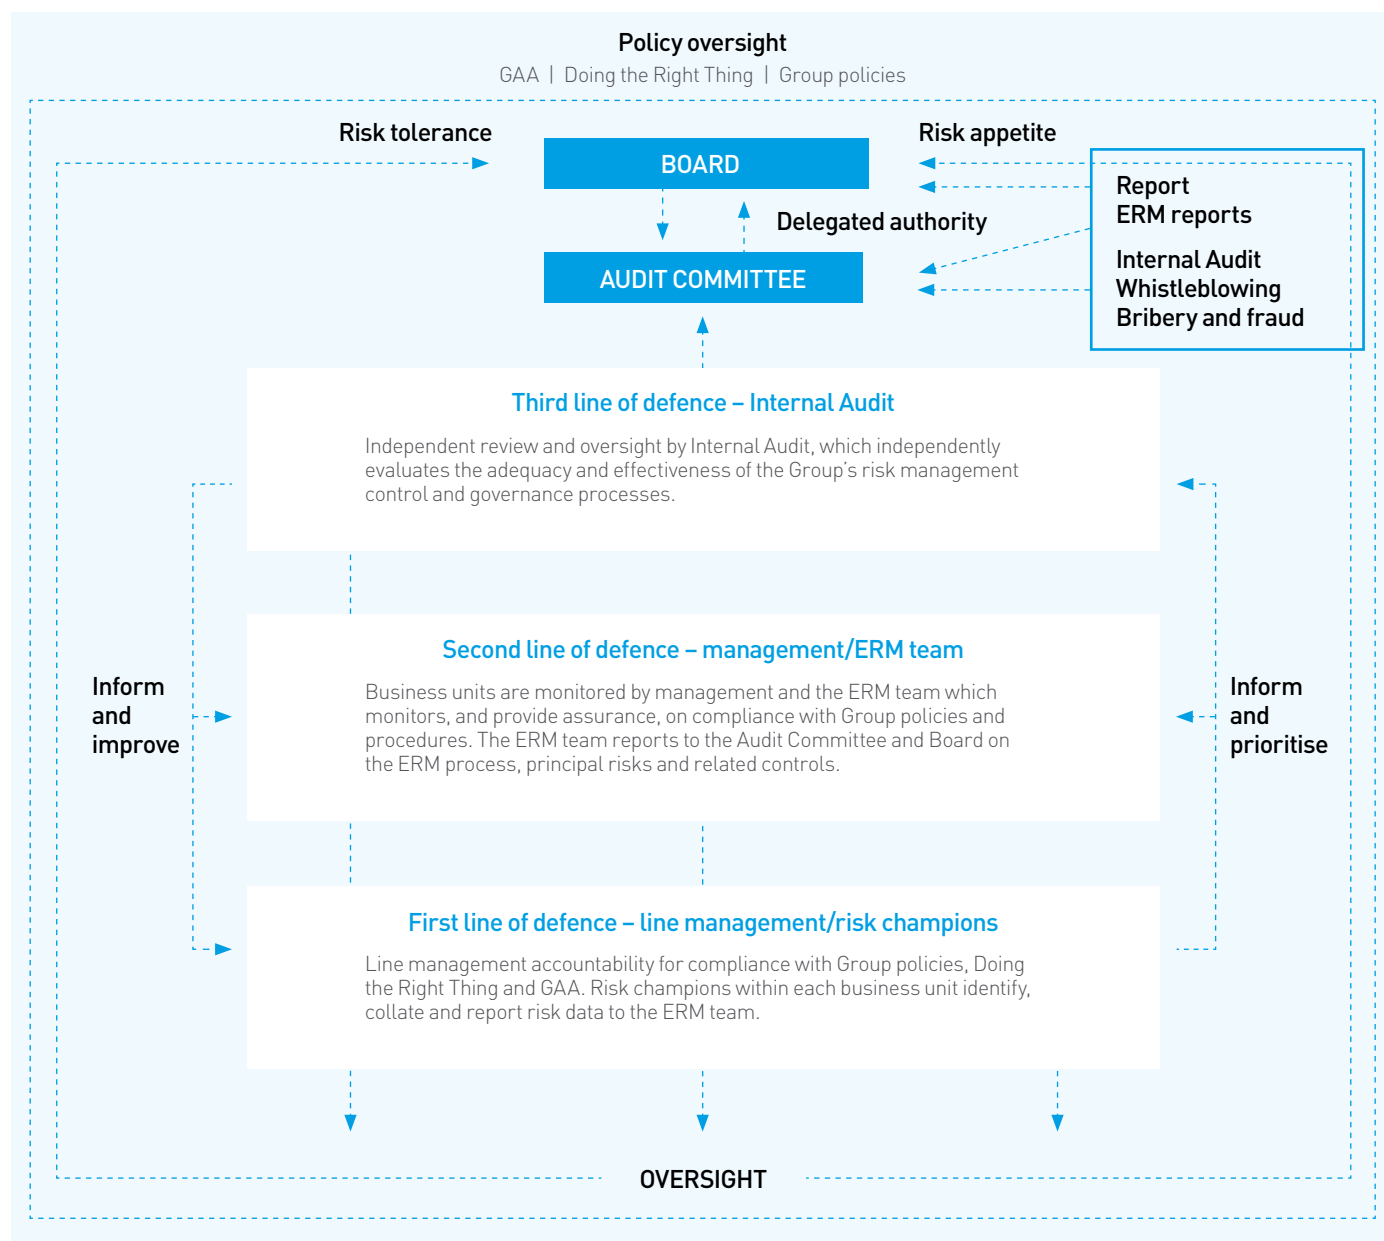 Policy oversight
GAA | Doing the Right Thing | Group policies
Risk tolerance
BOARD
Risk appetite
Report
ERM reports
Internal Audit
Whistleblowing
Bribery and fraud
Delegated authority
AUDIT COMMITTEE
Third line of defence – Internal Audit
Independent review and oversight by Internal Audit, which independently
evaluates the adequacy and effectiveness of the Group’s risk management
control and governance processes.
Second line of defence – management/ERM team
Business units are monitored by management and the ERM team which
monitors, and provide assurance, on compliance with Group policies and
procedures. The ERM team reports to the Audit Committee and Board on
the ERM process, principal risks and related controls.
Inform
and
improve
Inform
and
prioritise
First line of defence – line management/risk champions
Line management accountability for compliance with Group policies, Doing
the Right Thing and GAA. Risk champions within each business unit identify,
collate and report risk data to the ERM team.
OVERSIGHT